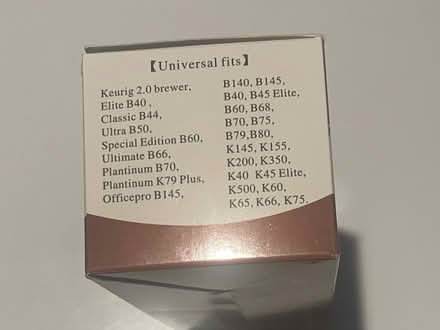 【Universal fits】
Keurig 2.0 brewer,
Elite B40 ,
Classic B44,
Ultra B50,
Special Edition B60,
Ultimate B66,
Plantinum B70,
Plantinum K79 Plus,
Officepro B145,
B140, B145,
B40, B45 Elite,
B60, B68,
B70, B75,
B79,B80,
K145, K155,
K200, K350,
K40 K45 Elite,
K500, K60,
K65, K66, K75.